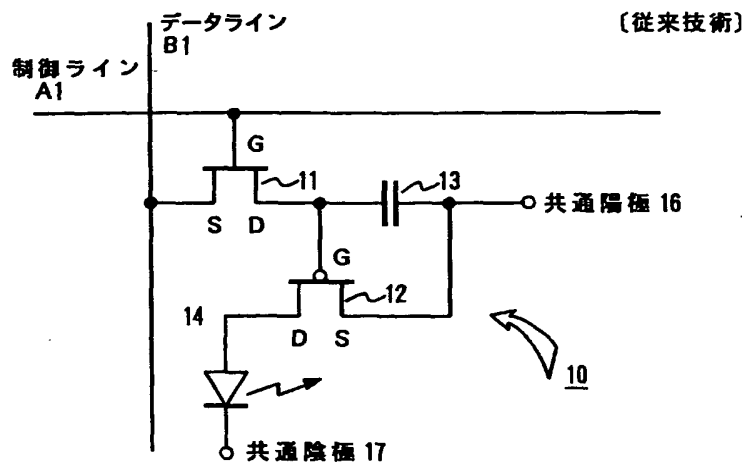 データライン
B1
〔従来技術〕
制御ライン
A1
G
11
13
共通陽極 16
S D
G
12
14
D S
10
共通陰極 17